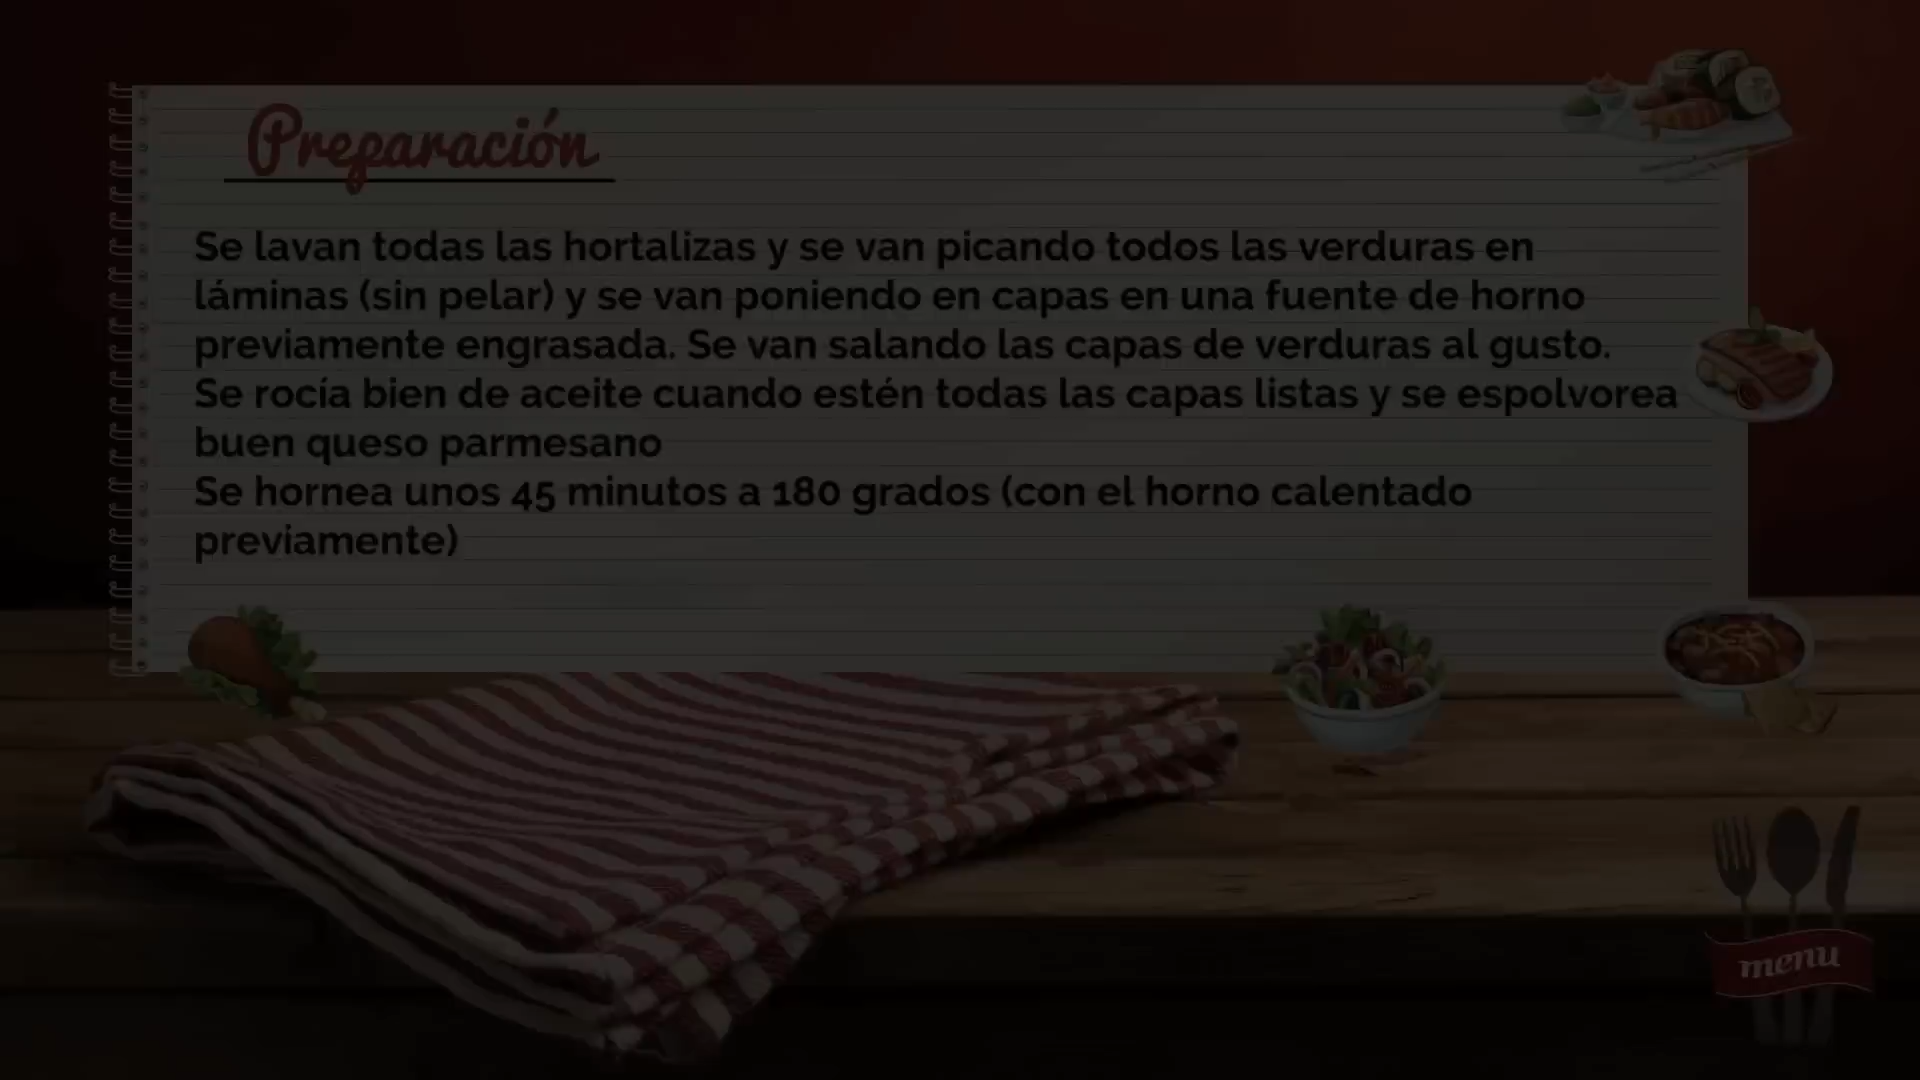 Preparación
Se lavan todas las hortalizas y se van picando todos las verduras en
láminas (sin pelar) y se van poniendo en capas en una fuente de horno
previamente engrasada. Se van salando las capas de verduras al gusto.
Se rocía bien de aceite cuando estén todas las capas listas y se espolvorea
buen queso parmesano
Se hornea unos 45 minutos a 180 grados (con el horno calentado
previamente)
menu